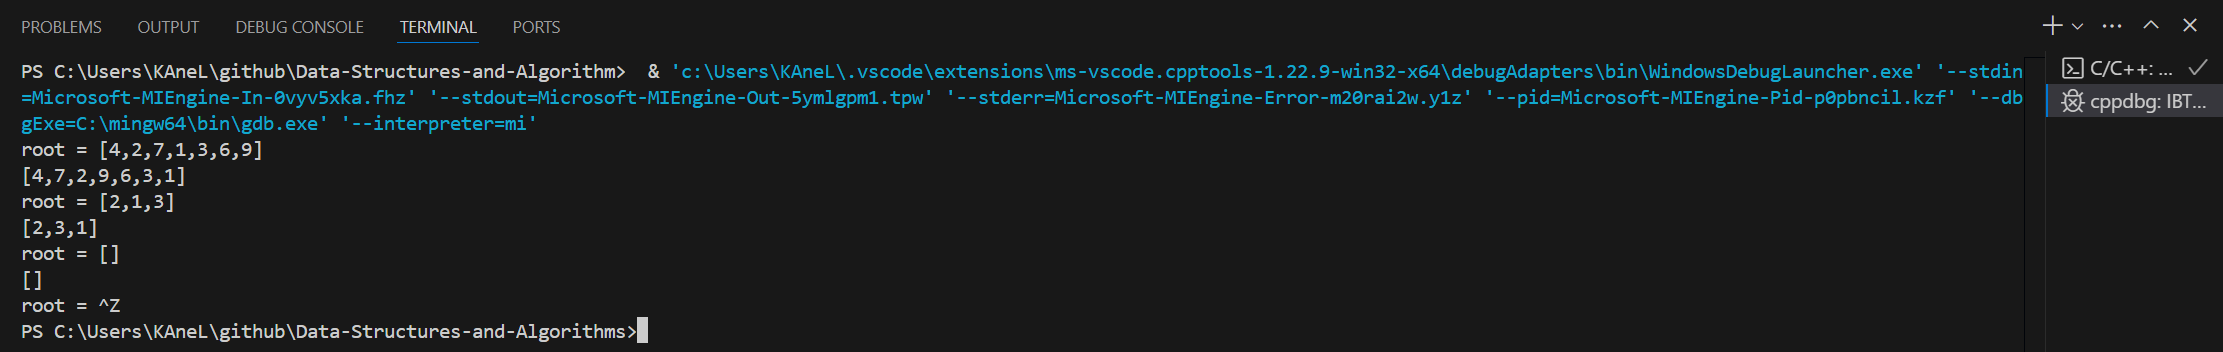 PROBLEMS OUTPUT DEBUG CONSOLE TERMINAL PORTS
PS C:\Users\KAneL\github\Data-Structures-and-Algorithm>  & 'c:\Users\KAneL\.vscode\extensions\ms-vscode.cpptools-1.22.9-win32-x64\debugAdapters\bin\WindowsDebugLauncher.exe' '--stdin
=Microsoft-MIEngine-In-0vyv5xka.fhz' '--stdout=Microsoft-MIEngine-Out-5ymlgpm1.tpw' '--stderr=Microsoft-MIEngine-Error-m20rai2w.y1z' '--pid=Microsoft-MIEngine-Pid-p0pbncil.kzf' '--db
gExe=C:\mingw64\bin\gdb.exe' '--interpreter=mi'
root = [4,2,7,1,3,6,9]
[4,7,2,9,6,3,1]
root = [2,1,3]
[2,3,1]
root = []
[]
root = ^Z
PS C:\Users\KAneL\github\Data-Structures-and-Algorithms>
C/C++: ...
cppdbg: IBT...